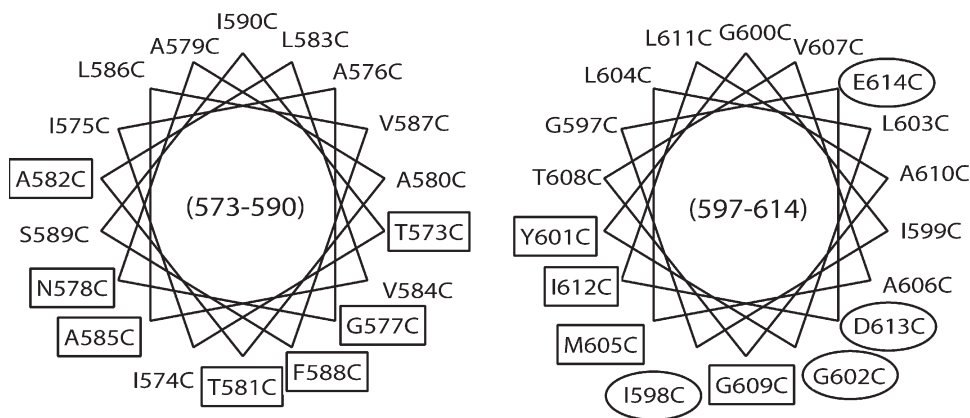 I590C
A579C
L583C
L586C
A576C
I575C
V587C
A582C
A580C
(573-590)
S589C
T573C
N578C
V584C
A585C
G577C
I574C
T581C
F588C
L611C
G600C
V607C
L604C
E614C
G597C
L603C
T608C
A610C
(597-614)
Y601C
I599C
I612C
A606C
M605C
D613C
I598C
G609C
G602C